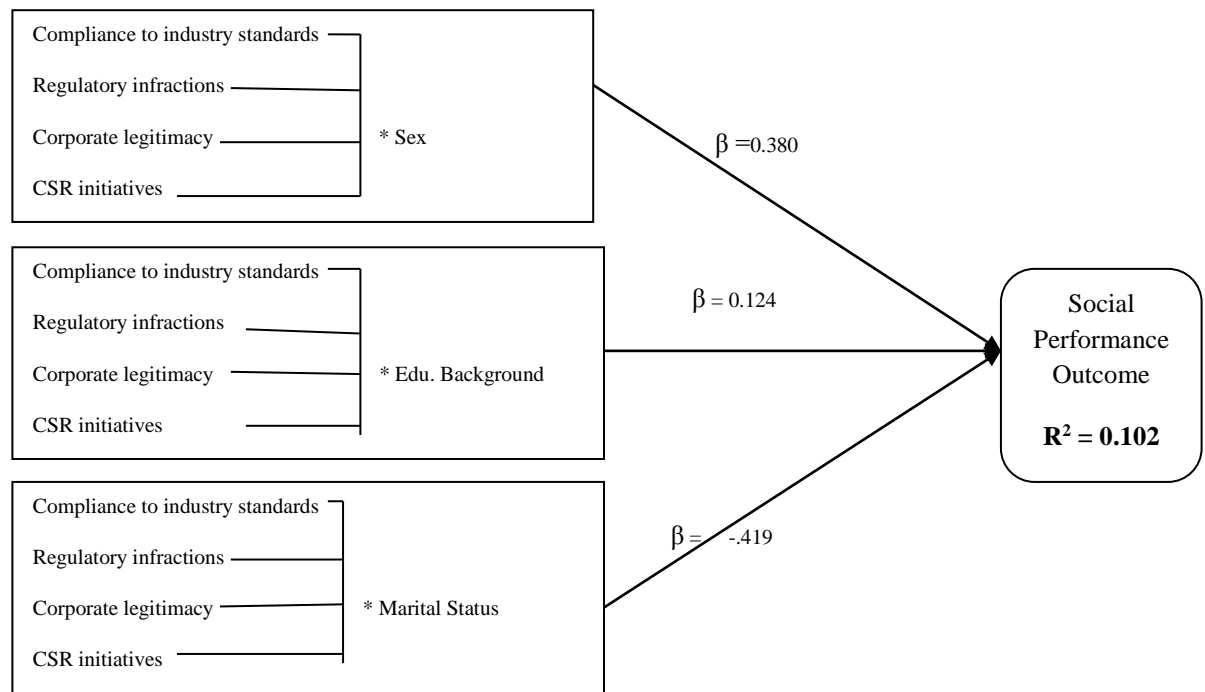 Compliance to industry standards
Regulatory infractions
Corporate legitimacy
* Sex
CSR initiatives
β =0.380
Compliance to industry standards
Regulatory infractions
Corporate legitimacy
* Edu. Background
CSR initiatives
β = 0.124
Social
Performance
Outcome
R² = 0.102
Compliance to industry standards
Regulatory infractions
Corporate legitimacy
* Marital Status
CSR initiatives
β = -.419